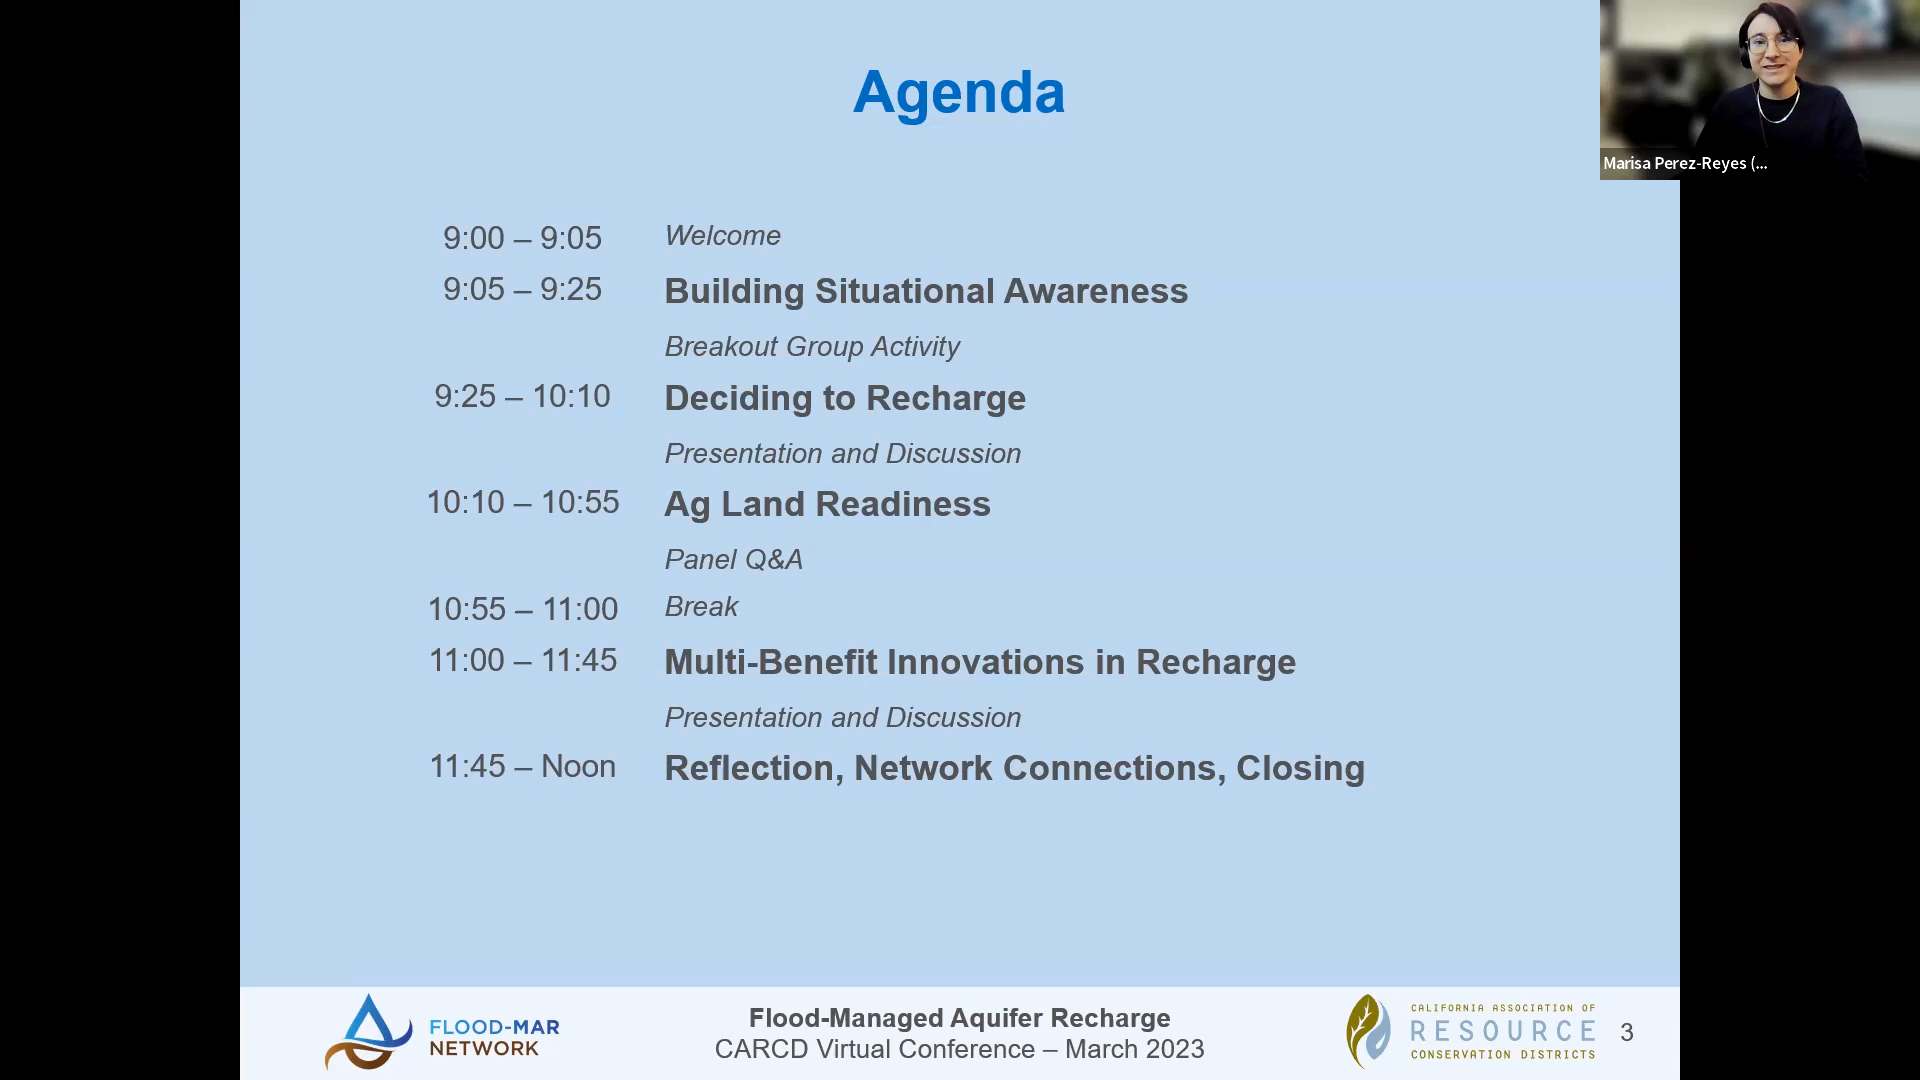 Agenda
Marisa Perez-Reyes (...
9:00 – 9:05 Welcome
9:05 – 9:25 Building Situational Awareness
Breakout Group Activity
9:25 – 10:10 Deciding to Recharge
Presentation and Discussion
10:10 – 10:55 Ag Land Readiness
Panel Q&A
10:55 – 11:00 Break
11:00 – 11:45 Multi-Benefit Innovations in Recharge
Presentation and Discussion
11:45 – Noon Reflection, Network Connections, Closing
FLOOD-MAR
NETWORK
Flood-Managed Aquifer Recharge
CARCD Virtual Conference – March 2023
CALIFORNIA ASSOCIATION OF
RESOURCE
CONSERVATION DISTRICTS
3